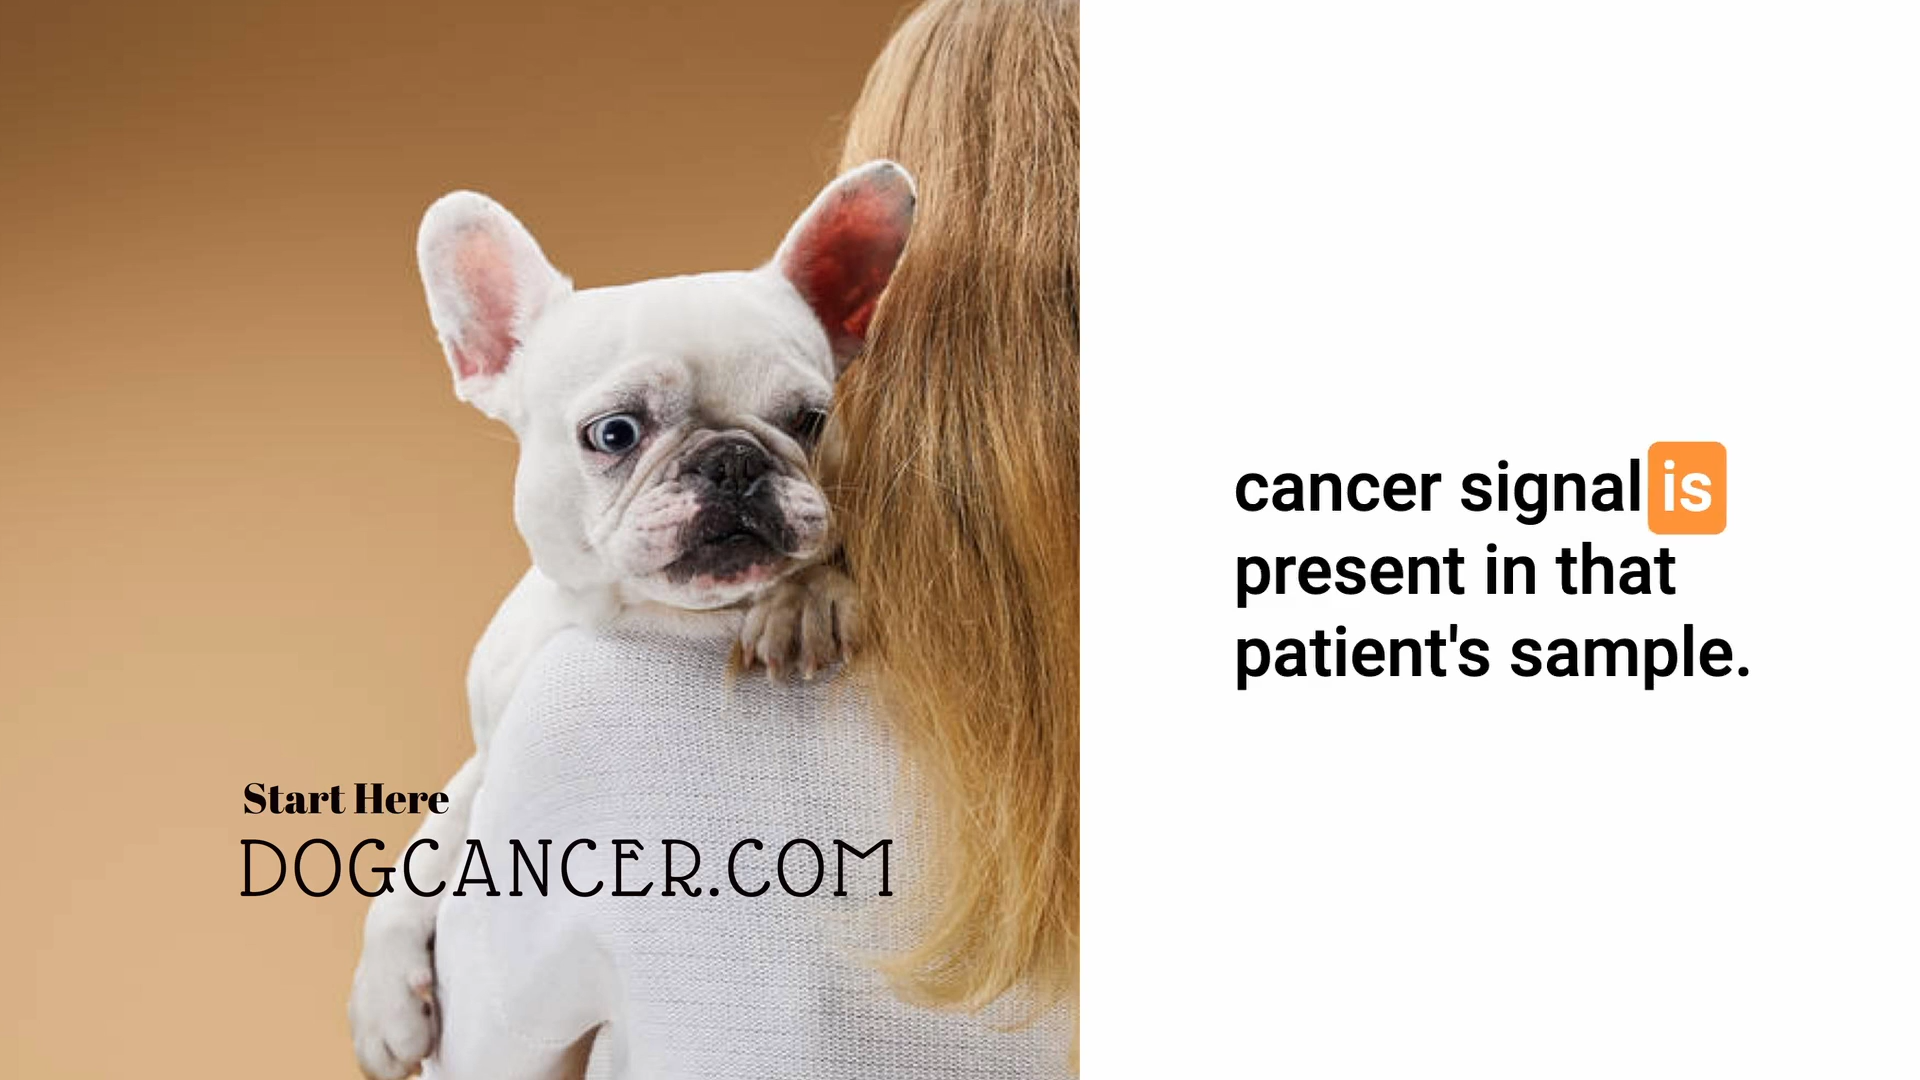 Start Here
DOGCANCER.COM
cancer signal is
present in that
patient's sample.